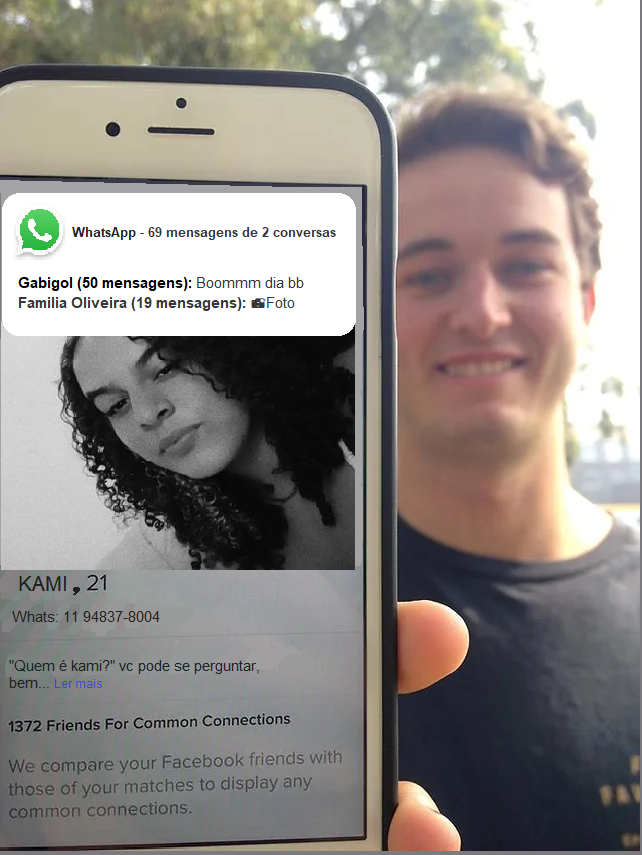 WhatsApp - 69 mensagens de 2 conversas
Gabigol (50 mensagens): Boommm dia bb
Familia Oliveira (19 mensagens): 📷Foto
KAMI, 21
Whats: 11 94837-8004
"Quem é kami?" vc pode se perguntar,
bem... Ler mais
1372 Friends For Common Connections
We compare your Facebook friends with
those of your matches to display any
common connections.